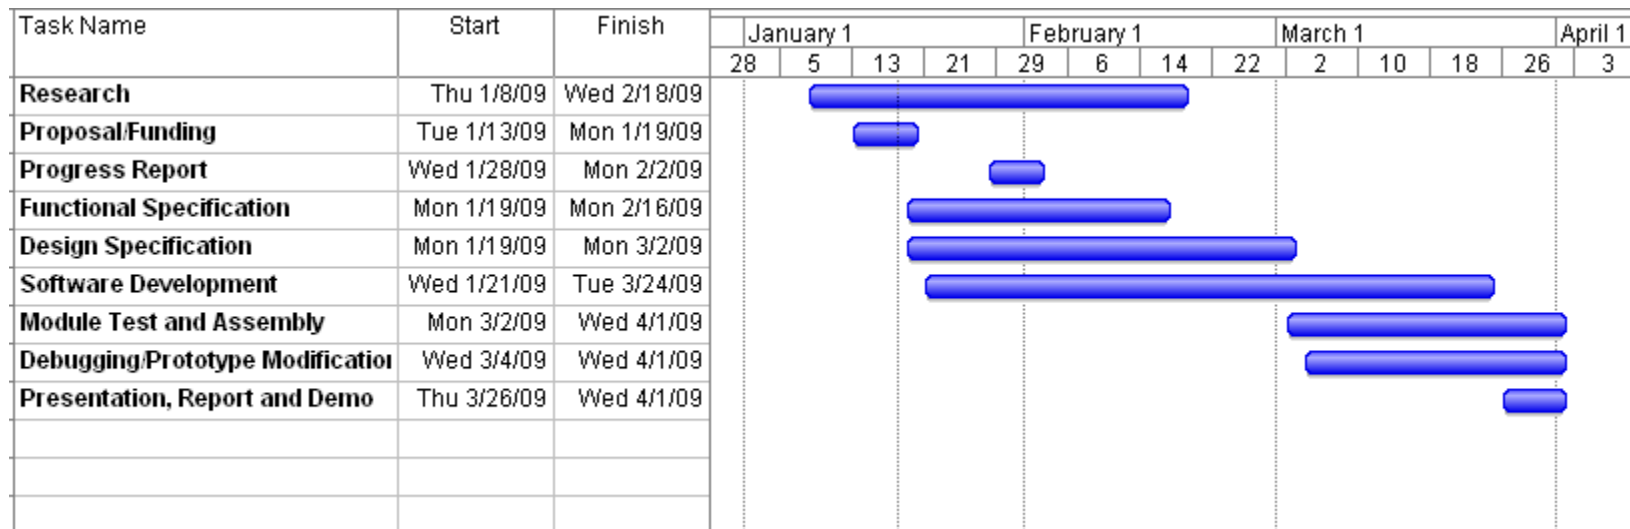 Task Name Start Finish January 1 February 1 March 1 April 1
28 5 13 21 29 6 14 22 2 10 18 26 3
Research Thu 1/8/09 Wed 2/18/09
Proposal/Funding Tue 1/13/09 Mon 1/19/09
Progress Report Wed 1/28/09 Mon 2/2/09
Functional Specification Mon 1/19/09 Mon 2/16/09
Design Specification Mon 1/19/09 Mon 3/2/09
Software Development Wed 1/21/09 Tue 3/24/09
Module Test and Assembly Mon 3/2/09 Wed 4/1/09
Debugging/Prototype Modification Wed 3/4/09 Wed 4/1/09
Presentation, Report and Demo Thu 3/26/09 Wed 4/1/09